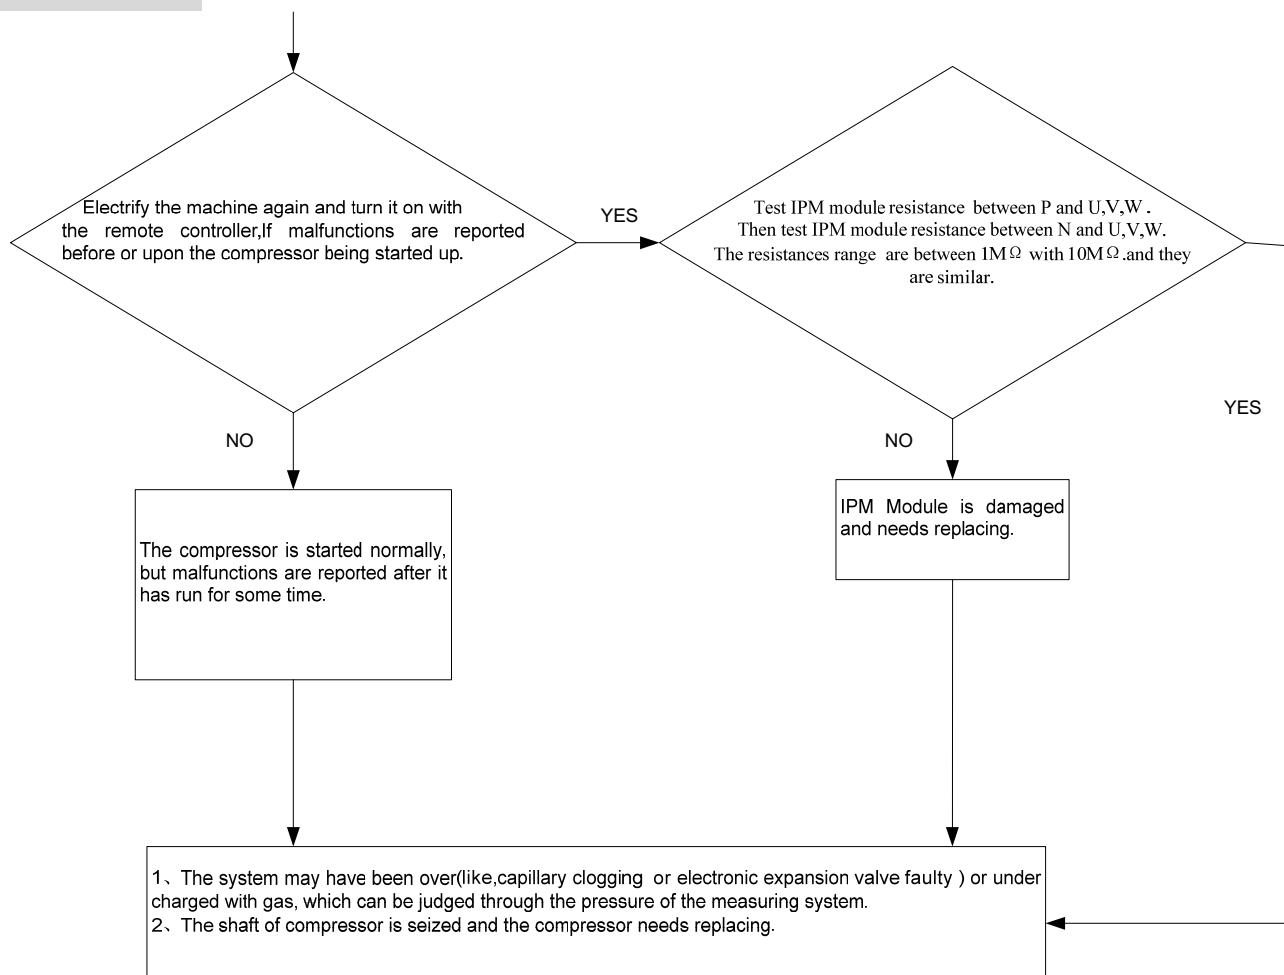 Electrify the machine again and turn it on with
the remote controller,If malfunctions are reported
before or upon the compressor being started up.
YES
Test IPM module resistance between P and U,V,W .
Then test IPM module resistance between N and U,V,W.
The resistances range are between 1MΩ with 10MΩ.and they
are similar.
YES
NO
NO
The compressor is started normally,
but malfunctions are reported after it
has run for some time.
IPM Module is damaged
and needs replacing.
1、The system may have been over(like,capillary clogging or electronic expansion valve faulty ) or under
charged with gas, which can be judged through the pressure of the measuring system.
2、The shaft of compressor is seized and the compressor needs replacing.